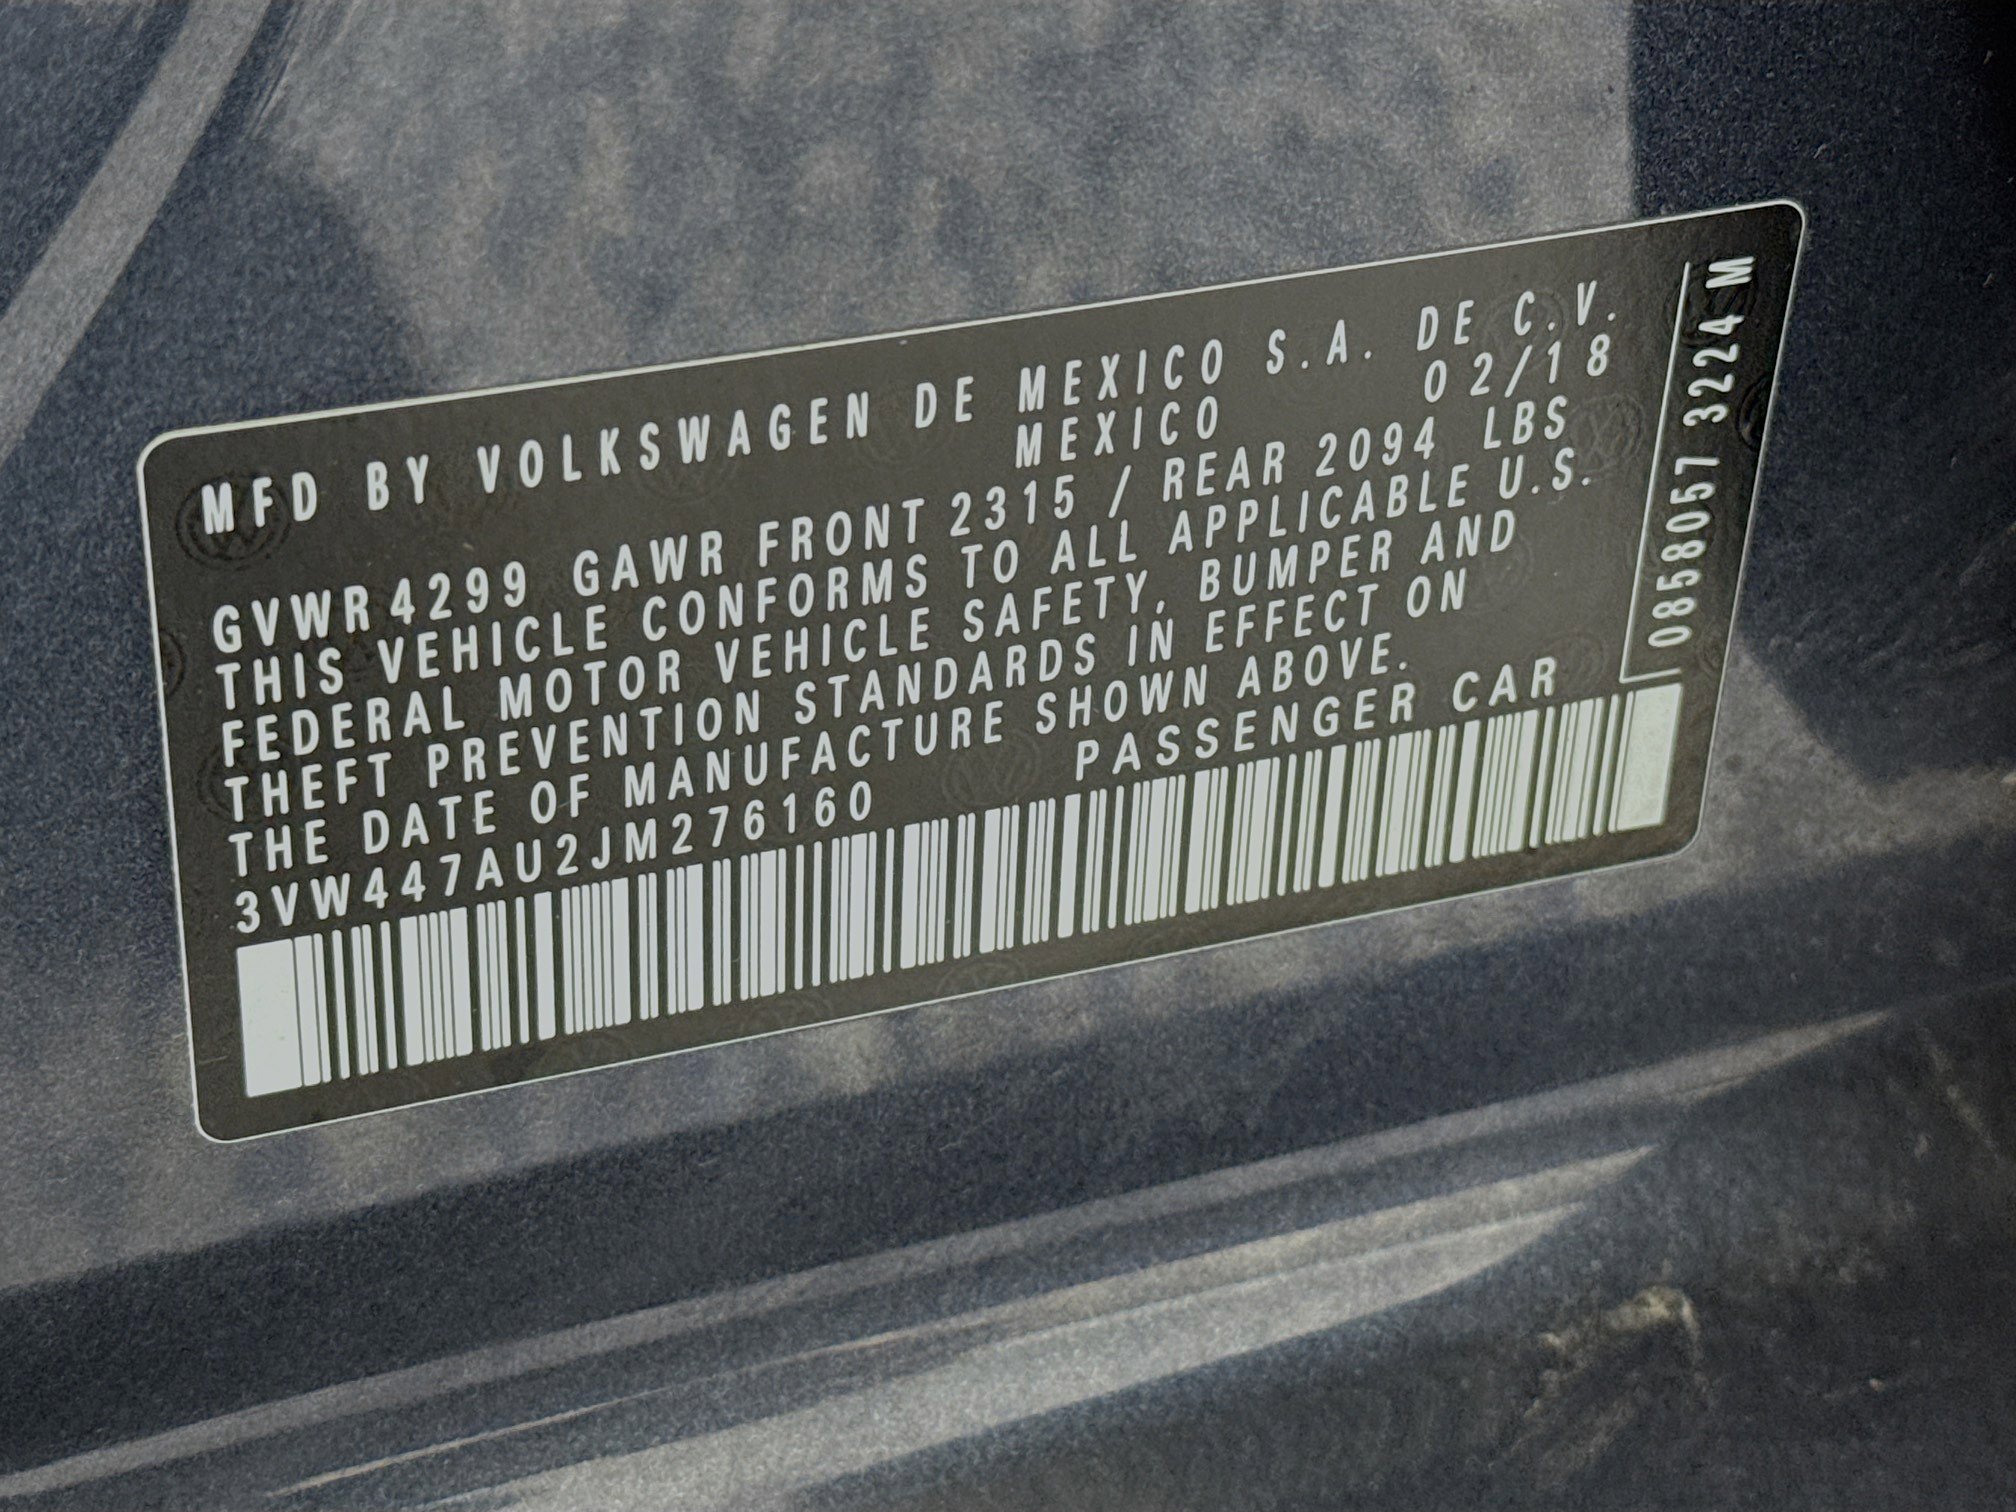 MFD BY VOLKSWAGEN DE MEXICO S.A. DE C.V.
MEXICO 02/18
GVWR 4299 GAWR FRONT 2315 / REAR 2094 LBS
THIS VEHICLE CONFORMS TO ALL APPLICABLE U.S.
FEDERAL MOTOR VEHICLE SAFETY, BUMPER AND
THEFT PREVENTION STANDARDS IN EFFECT ON
THE DATE OF MANUFACTURE SHOWN ABOVE.
3VW447AU2JM276160 PASSENGER CAR
0858057 3224 M